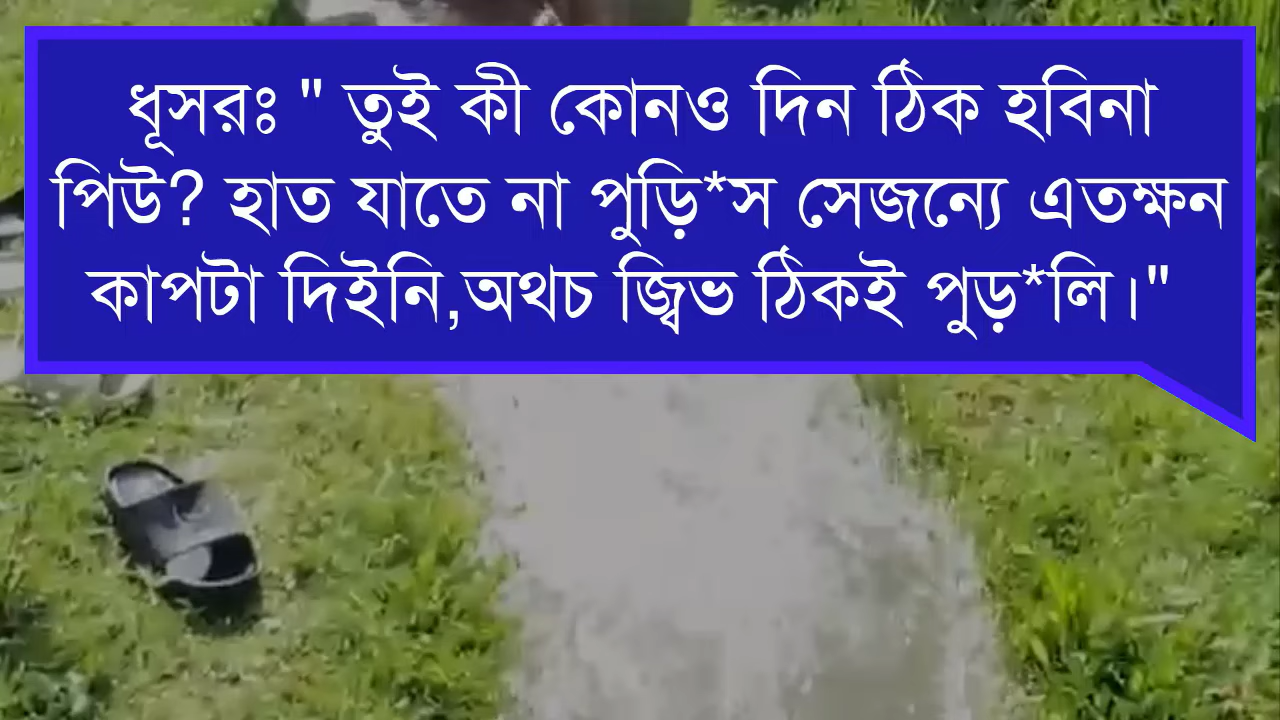 ধূসরঃ " তুই কী কোনও দিন ঠিক হবিনা
পিউ? হাত যাতে না পুড়ি*স সেজন্যে এতক্ষন
কাপটা দিইনি,অথচ জ্বিভ ঠিকই পুড়*লি।"